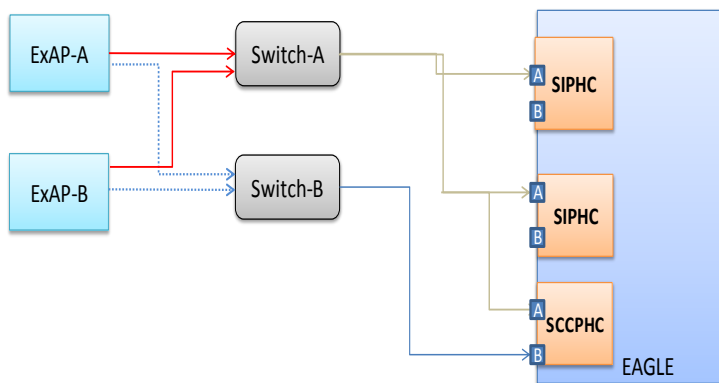 ExAP-A
Switch-A
A
SIPHC
B
ExAP-B
Switch-B
A
SIPHC
B
A
SCCPHC
B
EAGLE